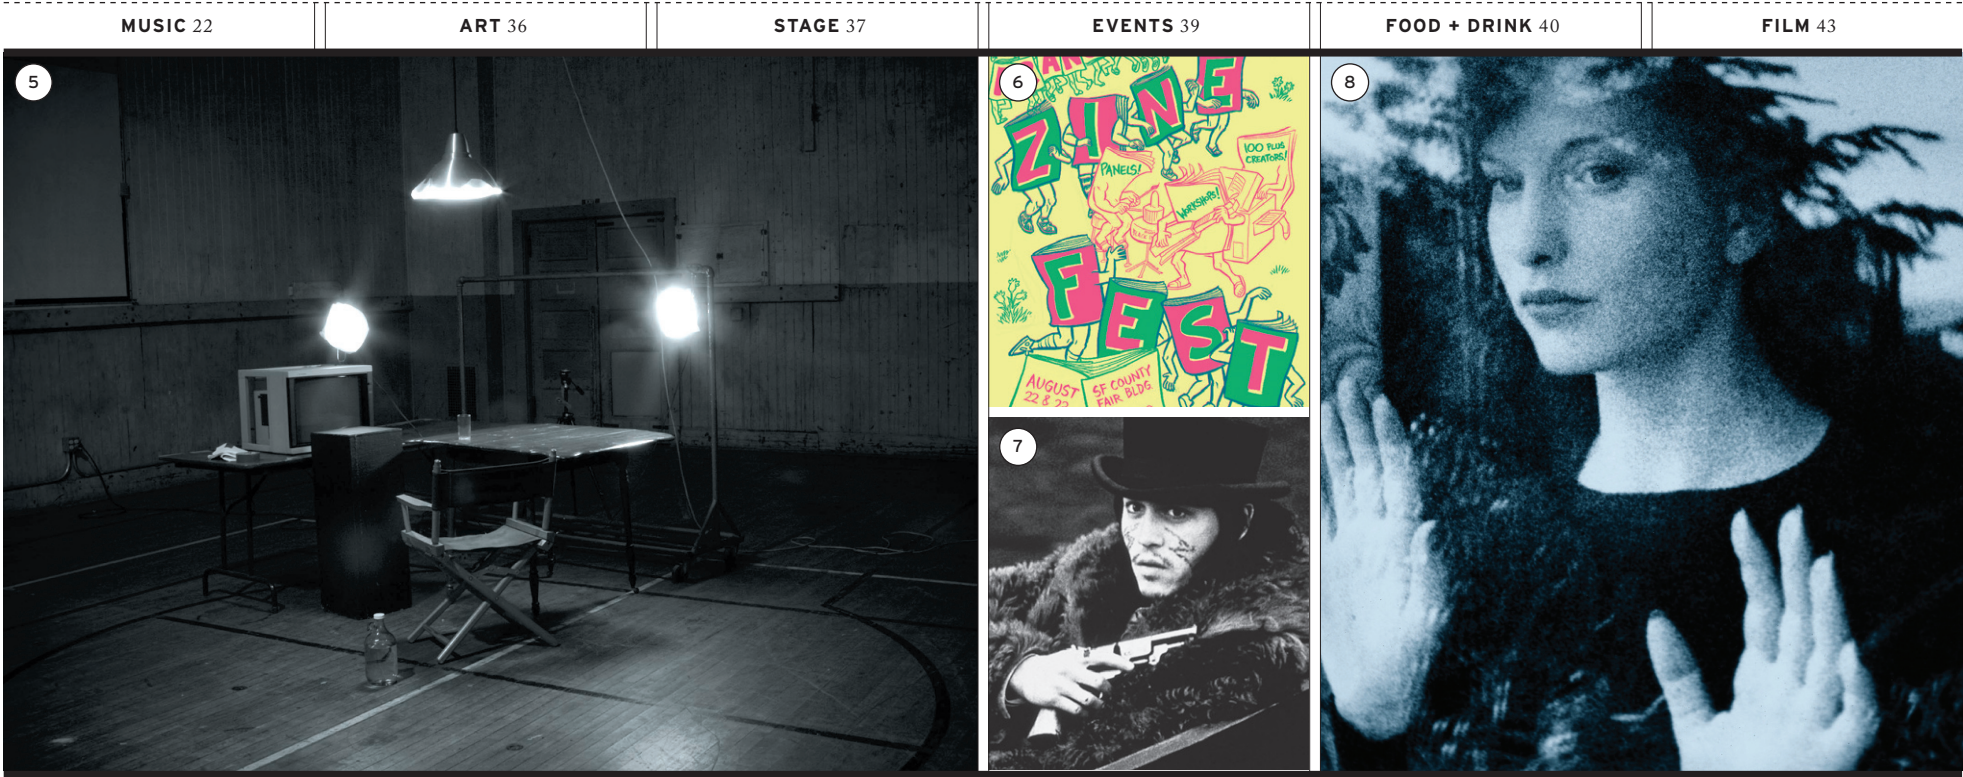 MUSIC 22
ART 36
STAGE 37
EVENTS 39
FOOD + DRINK 40
FILM 43
5
6
ZINE
100 PLUS
CREATORS!
PANELS!
WORKSHOPS!
FEST
AUGUST
22 & 23
SF COUNTY
FAIR BLDG.
7
8